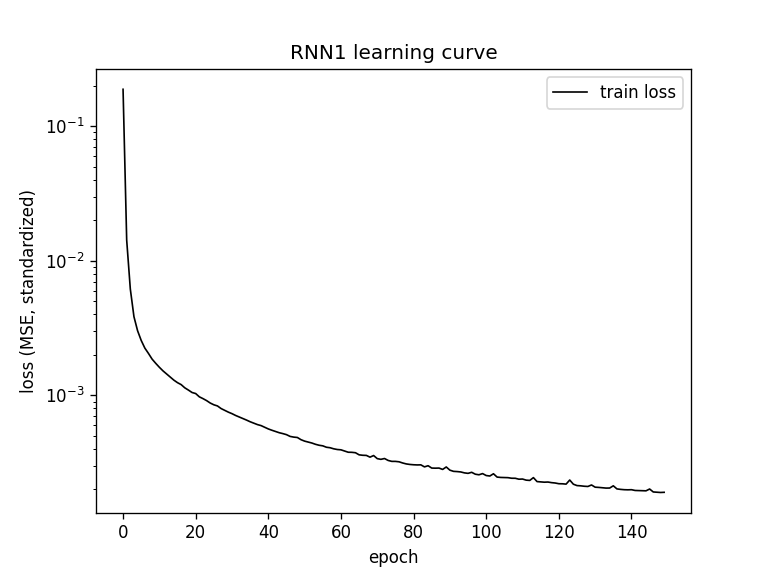 RNN1 learning curve
train loss
loss (MSE, standardized)
10⁻¹
10⁻²
10⁻³
0 20 40 60 80 100 120 140
epoch